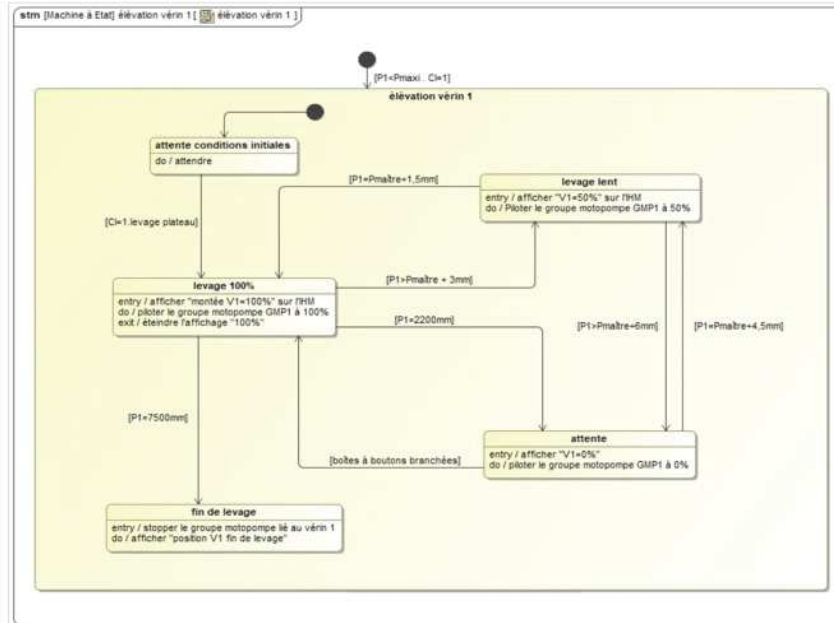 stm [Machine à Etat] élévation vérin 1 [ élévation vérin 1 ]
[P1<Pmaxi . CI=1]
élévation vérin 1
attente conditions initiales
do / attendre
[P1=Pmaître+1,5mm]
levage lent
entry / afficher "V1=50%" sur l'IHM
do / Piloter le groupe motopompe GMP1 à 50%
[CI=1.levage plateau]
levage 100%
entry / afficher "montée V1=100%" sur l'IHM
do / piloter le groupe motopompe GMP1 à 100%
exit / éteindre l'affichage "100%"
[P1>Pmaître + 3mm]
[P1=2200mm]
[P1>Pmaître+6mm]
[P1=Pmaître+4,5mm]
[P1=7500mm]
attente
entry / afficher "V1=0%"
do / piloter le groupe motopompe GMP1 à 0%
[boîtes à boutons branchées]
fin de levage
entry / stopper le groupe motopompe lié au vérin 1
do / afficher "position V1 fin de levage"